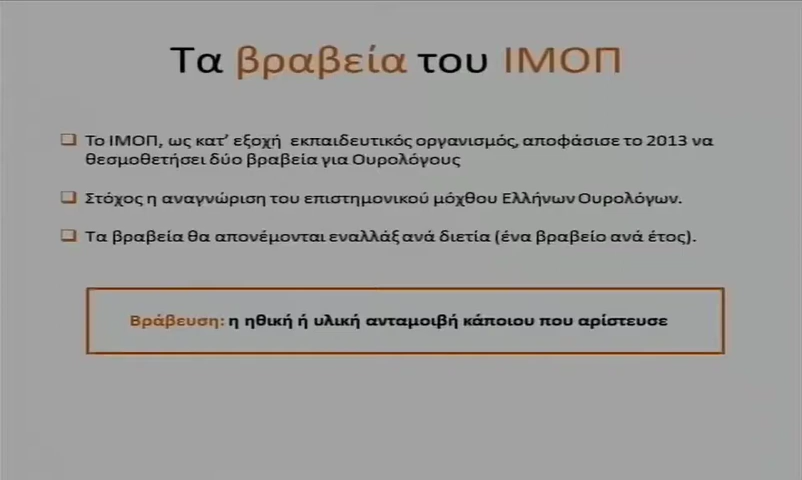 Τα βραβεία του ΙΜΟΠ
Το ΙΜΟΠ, ως κατ’ εξοχή εκπαιδευτικός οργανισμός, αποφάσισε το 2013 να
θεσμοθετήσει δύο βραβεία για Ουρολόγους
Στόχος η αναγνώριση του επιστημονικού μόχθου Ελλήνων Ουρολόγων.
Τα βραβεία θα απονέμονται εναλλάξ ανά διετία (ένα βραβείο ανά έτος).
Βράβευση: η ηθική ή υλική ανταμοιβή κάποιου που αρίστευσε